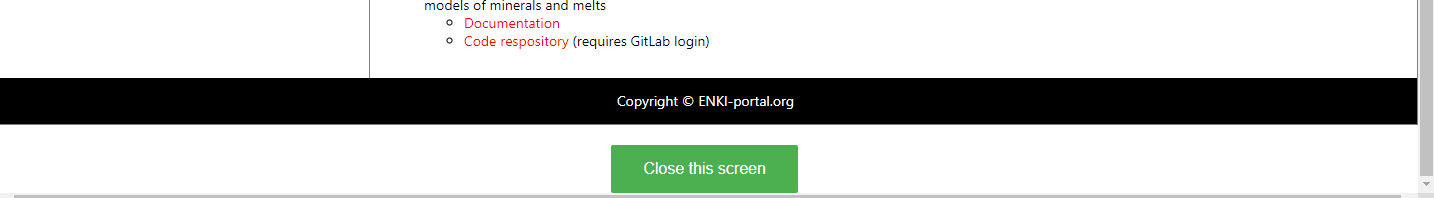 models of minerals and melts
Documentation
Code respository (requires GitLab login)
Copyright © ENKI-portal.org
Close this screen